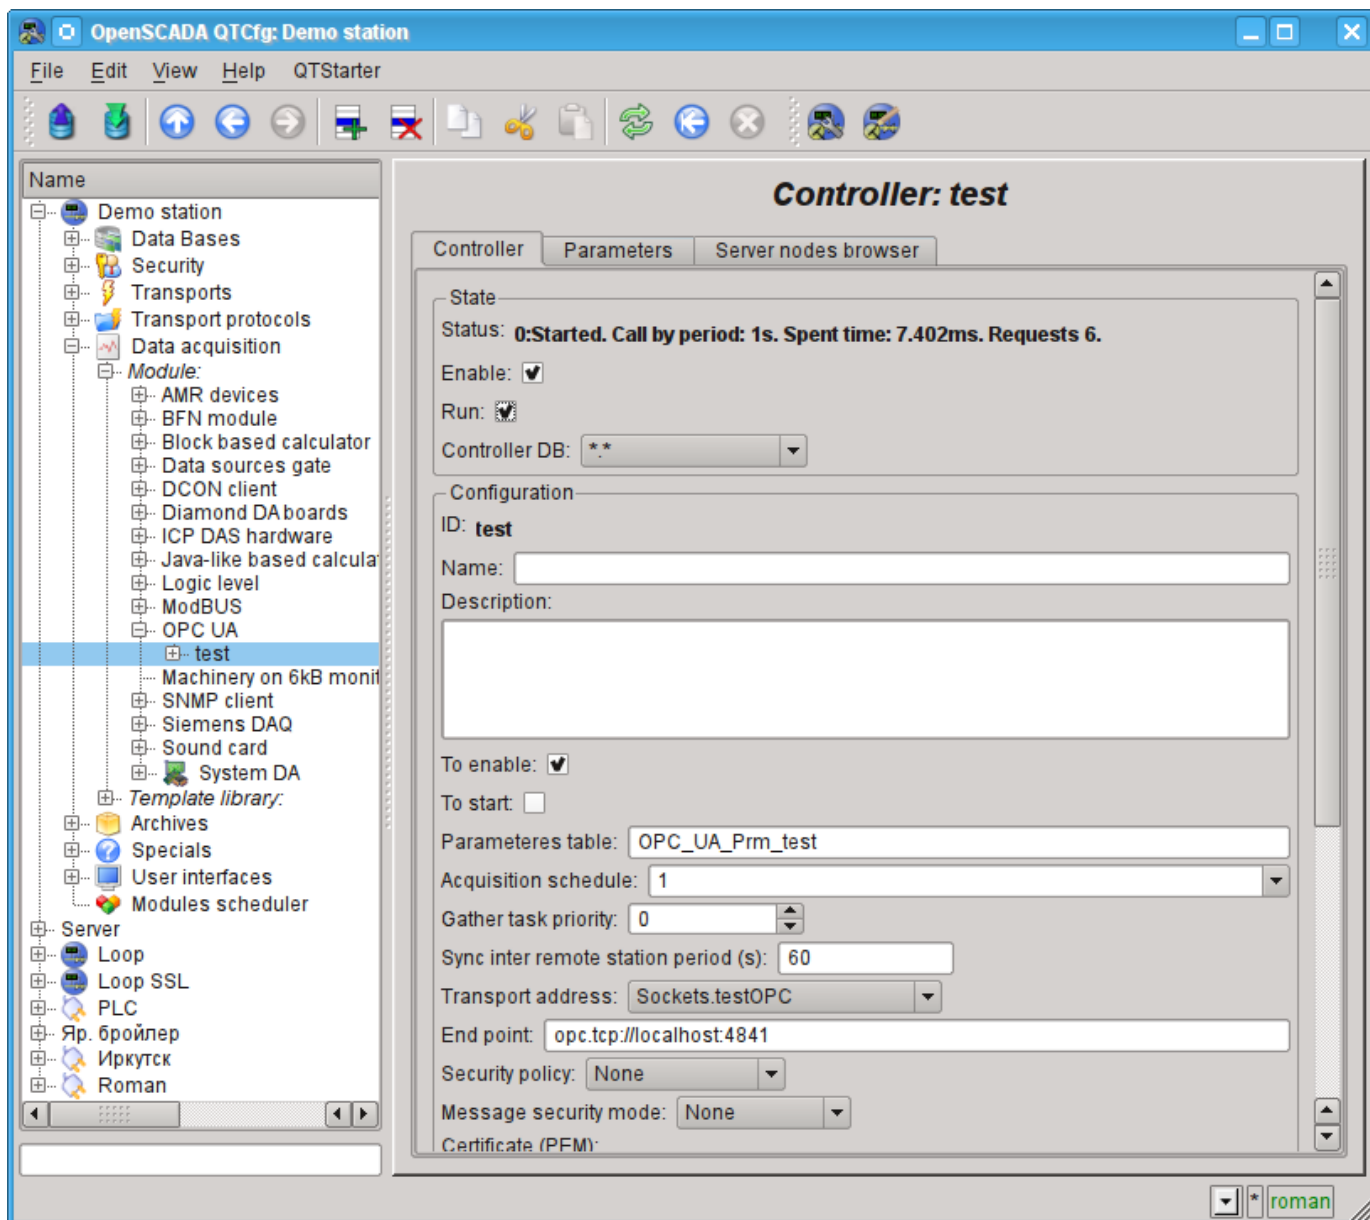 OpenSCADA QTCfg: Demo station
File Edit View Help QTStarter
Name
Demo station
Data Bases
Security
Transports
Transport protocols
Data acquisition
Module:
AMR devices
BFN module
Block based calculator
Data sources gate
DCON client
Diamond DA boards
ICP DAS hardware
Java-like based calcula
Logic level
ModBUS
OPC UA
test
Machinery on 6kB monit
SNMP client
Siemens DAQ
Sound card
System DA
Template library:
Archives
Specials
User interfaces
Modules scheduler
Server
Loop
Loop SSL
PLC
Яр. бройлер
Иркутск
Roman
Controller: test
Controller Parameters Server nodes browser
State
Status: 0:Started. Call by period: 1s. Spent time: 7.402ms. Requests 6.
Enable:
Run:
Controller DB: *.*
Configuration
ID: test
Name:
Description:
To enable:
To start:
Parameteres table: OPC_UA_Prm_test
Acquisition schedule: 1
Gather task priority: 0
Sync inter remote station period (s): 60
Transport address: Sockets.testOPC
End point: opc.tcp://localhost:4841
Security policy: None
Message security mode: None
Certificate (PEM):
* roman